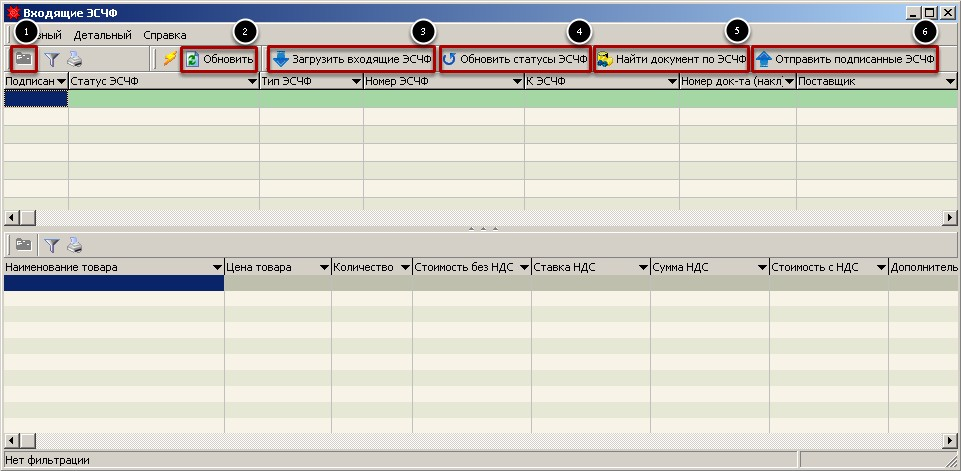 Входящие ЭСЧФ
1 2 3 4 5 6
Детальный Справка
Обновить Загрузить входящие ЭСЧФ Обновить статусы ЭСЧФ Найти документ по ЭСЧФ Отправить подписанные ЭСЧФ
Подписан Статус ЭСЧФ Тип ЭСЧФ Номер ЭСЧФ К ЭСЧФ Номер док-та (накл) Поставщик
Наименование товара Цена товара Количество Стоимость без НДС Ставка НДС Сумма НДС Стоимость с НДС Дополнитель
Нет фильтрации